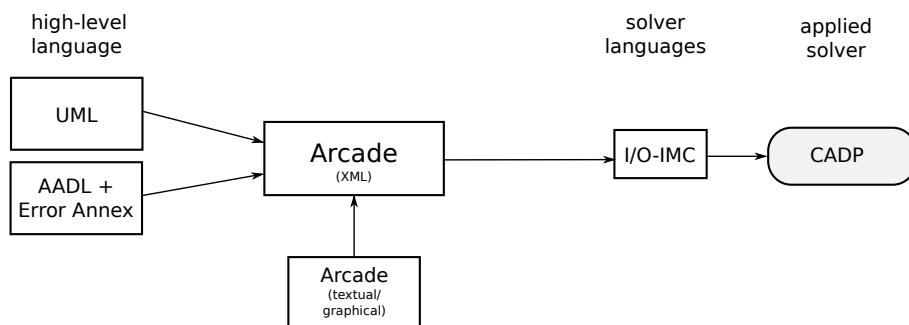 high-level
language
solver
languages
applied
solver
UML
AADL +
Error Annex
Arcade
(XML)
I/O-IMC
CADP
Arcade
(textual/
graphical)